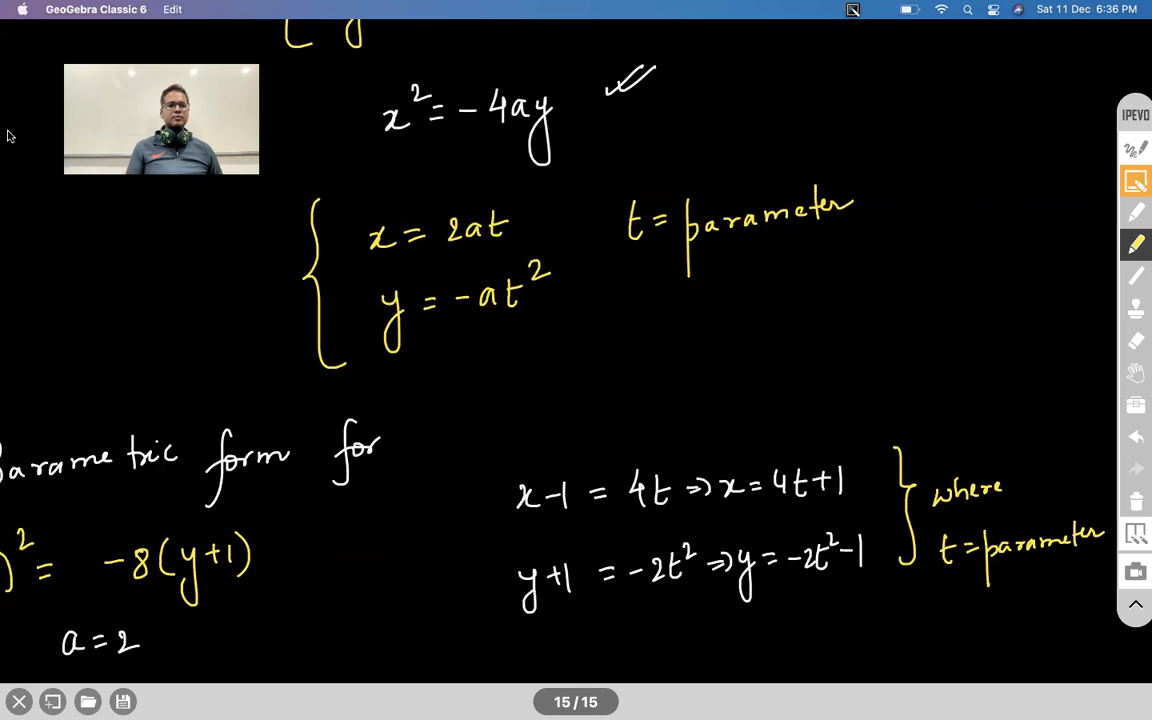 GeoGebra Classic 6 Edit Sat 11 Dec 6:36 PM
x² = -4ay
IPEVO
x = 2at t = parameter
y = -at²
Parametric form for
x-1 = 4t ⇒ x = 4t+1
where
)² = -8(y+1)
y+1 = -2t² ⇒ y = -2t²-1
t = parameter
a = 2
15/15